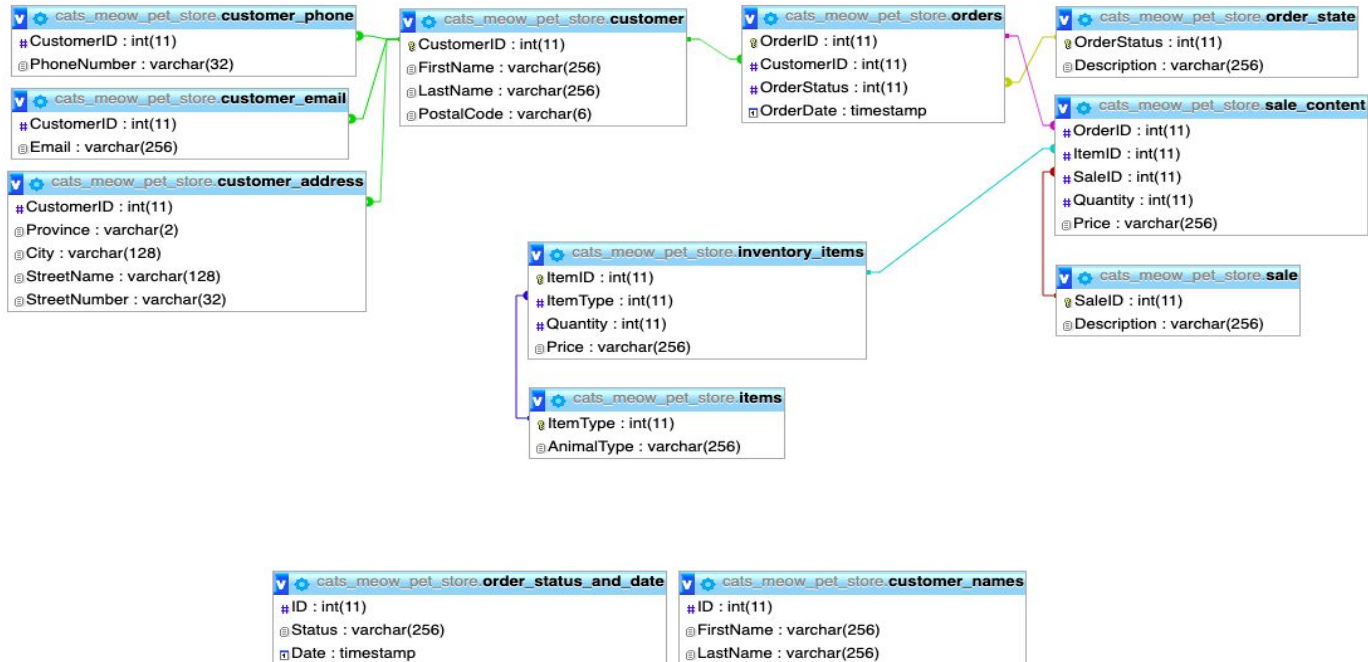 cats_meow_pet_store.customer_phone
CustomerID : int(11)
PhoneNumber : varchar(32)
cats_meow_pet_store.customer_email
CustomerID : int(11)
Email : varchar(256)
cats_meow_pet_store.customer_address
CustomerID : int(11)
Province : varchar(2)
City : varchar(128)
StreetName : varchar(128)
StreetNumber : varchar(32)
cats_meow_pet_store.customer
CustomerID : int(11)
FirstName : varchar(256)
LastName : varchar(256)
PostalCode : varchar(6)
cats_meow_pet_store.orders
OrderID : int(11)
CustomerID : int(11)
OrderStatus : int(11)
OrderDate : timestamp
cats_meow_pet_store.order_state
OrderStatus : int(11)
Description : varchar(256)
cats_meow_pet_store.sale_content
OrderID : int(11)
ItemID : int(11)
SaleID : int(11)
Quantity : int(11)
Price : varchar(256)
cats_meow_pet_store.inventory_items
ItemID : int(11)
ItemType : int(11)
Quantity : int(11)
Price : varchar(256)
cats_meow_pet_store.sale
SaleID : int(11)
Description : varchar(256)
cats_meow_pet_store.items
ItemType : int(11)
AnimalType : varchar(256)
cats_meow_pet_store.order_status_and_date
ID : int(11)
Status : varchar(256)
Date : timestamp
cats_meow_pet_store.customer_names
ID : int(11)
FirstName : varchar(256)
LastName : varchar(256)